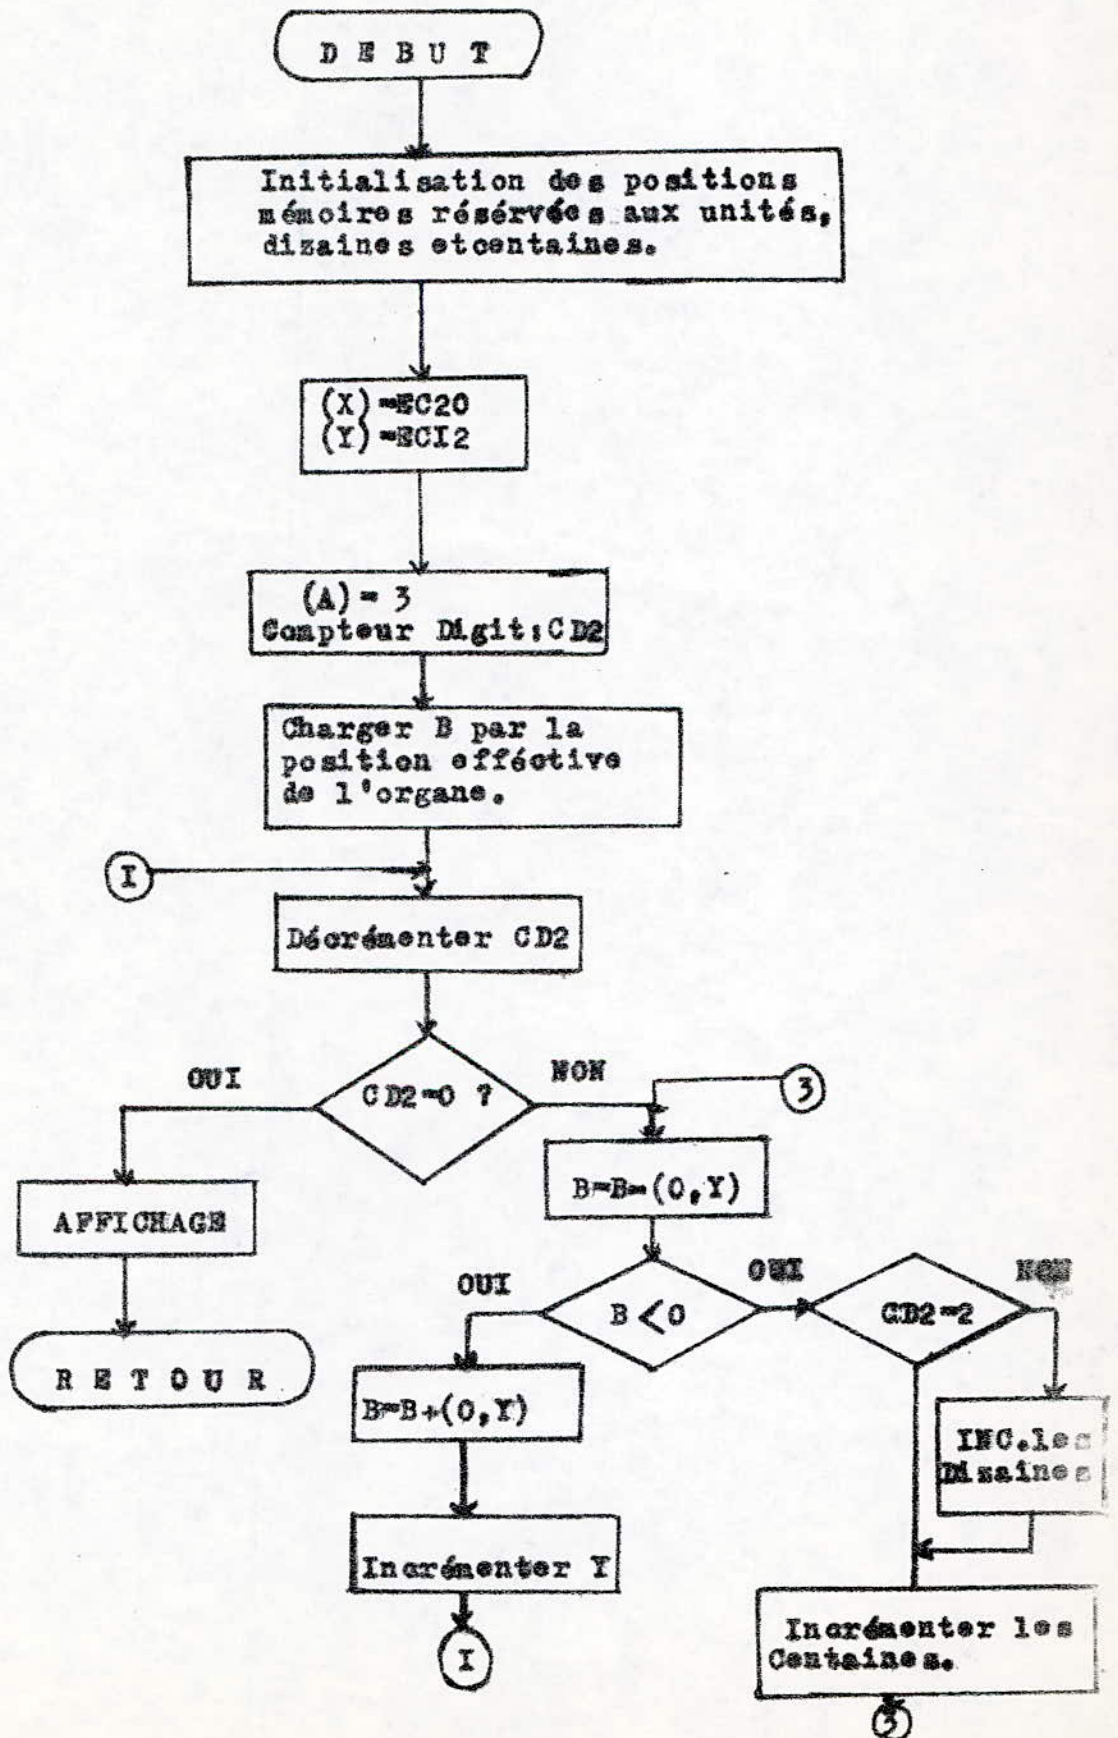 D E B U T
Initialisation des positions
mémoires résérvées aux unités,
dizaines etcentaines.
(X)=EC20
(Y)=ECI2
(A)= 3
Compteur Digit:CD2
Charger B par la
position efféctive
de l'organe.
I
Décrémenter CD2
OUI
CD2=0 ?
NON
3
AFFICHAGE
B=B-(0,Y)
OUI
B<0
OUI
CD2=2
NON
R E T O U R
B=B+(0,Y)
INC.les
Dizaines
Incrémenter Y
Incrémenter les
Centaines.
I
3